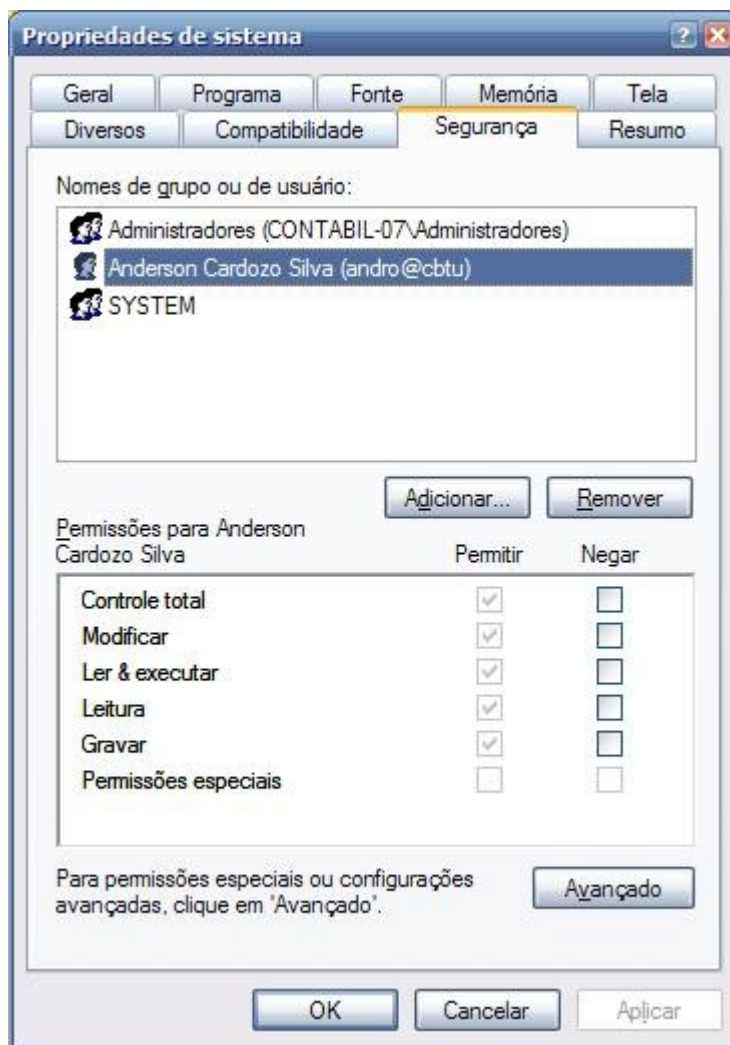 Propriedades de sistema
Geral Programa Fonte Memória Tela
Diversos Compatibilidade Segurança Resumo
Nomes de grupo ou de usuário:
Administradores (CONTABIL-07\Administradores)
Anderson Cardozo Silva (andro@cbtu)
SYSTEM
Adicionar... Remover
Permissões para Anderson
Cardozo Silva Permitir Negar
Controle total
Modificar
Ler & executar
Leitura
Gravar
Permissões especiais
Para permissões especiais ou configurações
avançadas, clique em 'Avançado'.
Avançado
OK Cancelar Aplicar